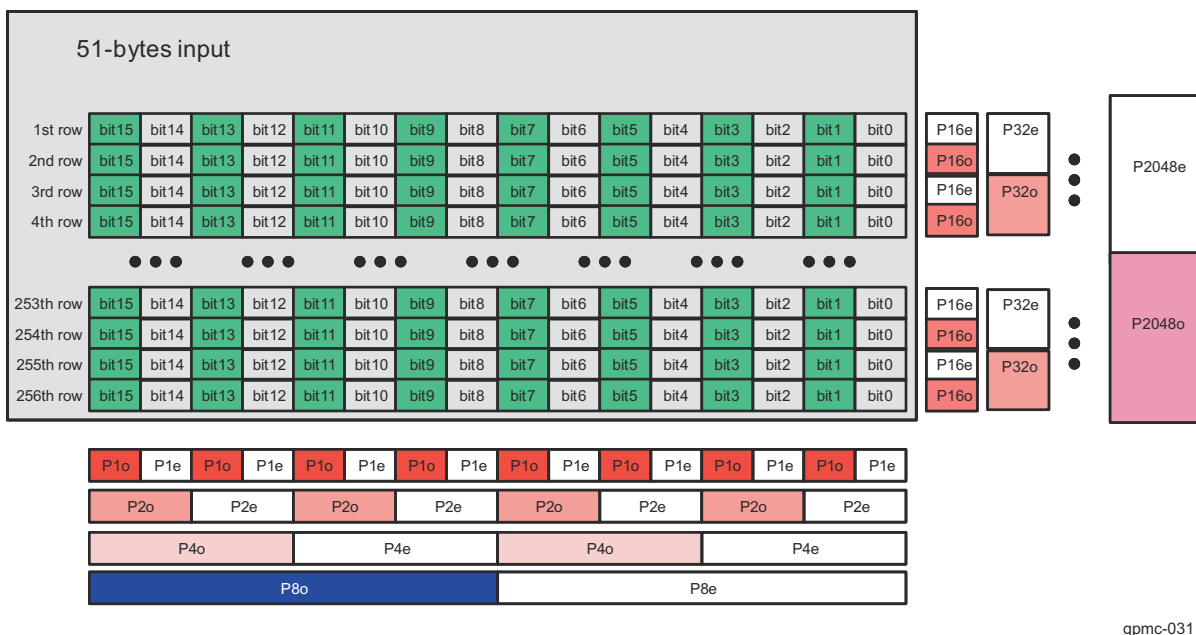 51-bytes input
1st row bit15 bit14 bit13 bit12 bit11 bit10 bit9 bit8 bit7 bit6 bit5 bit4 bit3 bit2 bit1 bit0 P16e P32e
2nd row bit15 bit14 bit13 bit12 bit11 bit10 bit9 bit8 bit7 bit6 bit5 bit4 bit3 bit2 bit1 bit0 P16o P2048e
3rd row bit15 bit14 bit13 bit12 bit11 bit10 bit9 bit8 bit7 bit6 bit5 bit4 bit3 bit2 bit1 bit0 P16e P32o
4th row bit15 bit14 bit13 bit12 bit11 bit10 bit9 bit8 bit7 bit6 bit5 bit4 bit3 bit2 bit1 bit0 P16o
253th row bit15 bit14 bit13 bit12 bit11 bit10 bit9 bit8 bit7 bit6 bit5 bit4 bit3 bit2 bit1 bit0 P16e P32e
254th row bit15 bit14 bit13 bit12 bit11 bit10 bit9 bit8 bit7 bit6 bit5 bit4 bit3 bit2 bit1 bit0 P16o P2048o
255th row bit15 bit14 bit13 bit12 bit11 bit10 bit9 bit8 bit7 bit6 bit5 bit4 bit3 bit2 bit1 bit0 P16e P32o
256th row bit15 bit14 bit13 bit12 bit11 bit10 bit9 bit8 bit7 bit6 bit5 bit4 bit3 bit2 bit1 bit0 P16o
P1o P1e P1o P1e P1o P1e P1o P1e P1o P1e P1o P1e P1o P1e P1o P1e
P2o P2e P2o P2e P2o P2e P2o P2e
P4o P4e P4o P4e
P8o P8e
gpmc-031